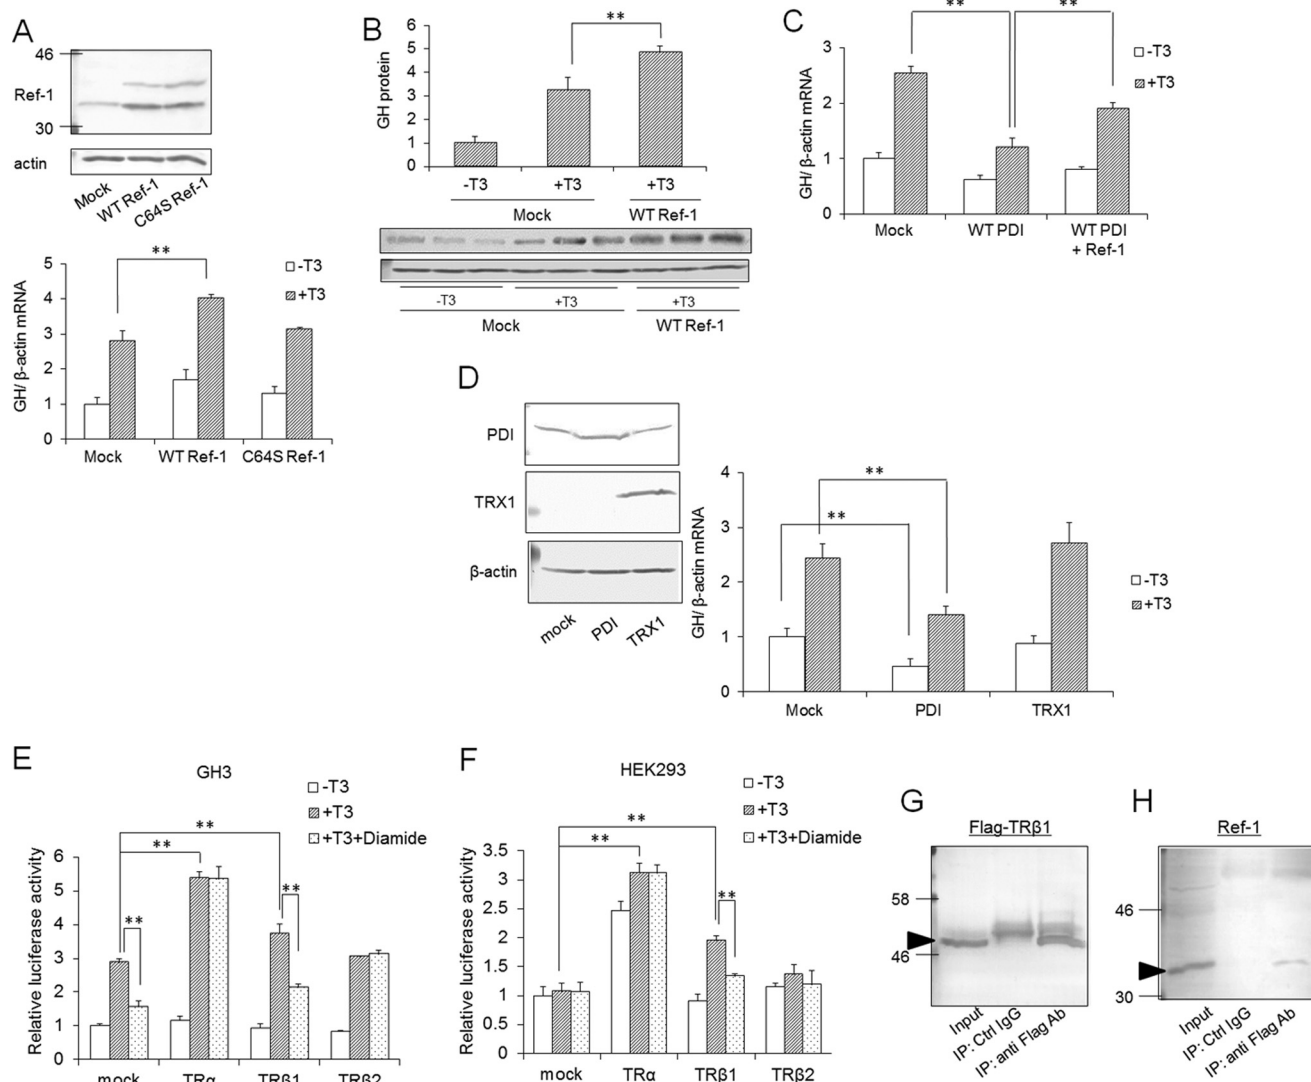 A
46
Ref-1
30
actin
Mock
WT Ref-1
C64S Ref-1
**
5
4
3
2
1
0
GH/ β-actin mRNA
-T3
+T3
Mock WT Ref-1 C64S Ref-1
B
**
6
5
4
3
2
1
0
GH protein
-T3 +T3 +T3
Mock WT Ref-1
-T3 +T3 +T3
Mock WT Ref-1
C
** **
3
2
1
0
GH/ β-actin mRNA
-T3
+T3
Mock WT PDI WT PDI
+ Ref-1
D
PDI
TRX1
β-actin
mock
PDI
TRX1
**
**
4
3
2
1
0
GH/ β-actin mRNA
-T3
+T3
Mock PDI TRX1
E
GH3
-T3
+T3
+T3+Diamide
**
**
**
**
6
5
4
3
2
1
0
Relative luciferase activity
mock TRα TRβ1 TRβ2
F
HEK293
-T3
+T3
+T3+Diamide
**
**
**
3.5
3
2.5
2
1.5
1
0.5
0
Relative luciferase activity
mock TRα TRβ1 TRβ2
G
Flag-TRβ1
58
46
Input
IP: Ctrl IgG
IP: anti Flag Ab
H
Ref-1
46
30
Input
IP: Ctrl IgG
IP: anti Flag Ab